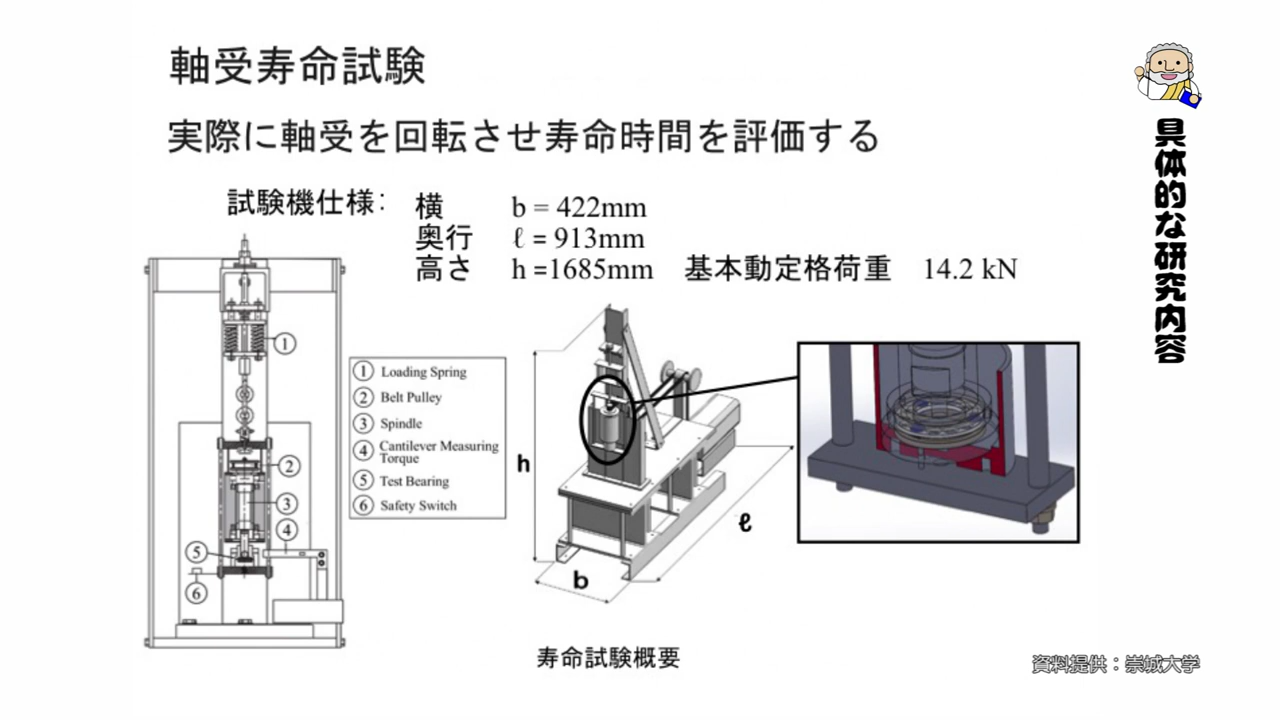 軸受寿命試験
実際に軸受を回転させ寿命時間を評価する
試験機仕様:
横 b = 422mm
奥行 ℓ = 913mm
高さ h =1685mm 基本動定格荷重 14.2 kN
①
②
③
④
⑤
⑥
① Loading Spring
② Belt Pulley
③ Spindle
④ Cantilever Measuring
Torque
⑤ Test Bearing
⑥ Safety Switch
h
b
ℓ
寿命試験概要
具体的な研究内容
資料提供:崇城大学